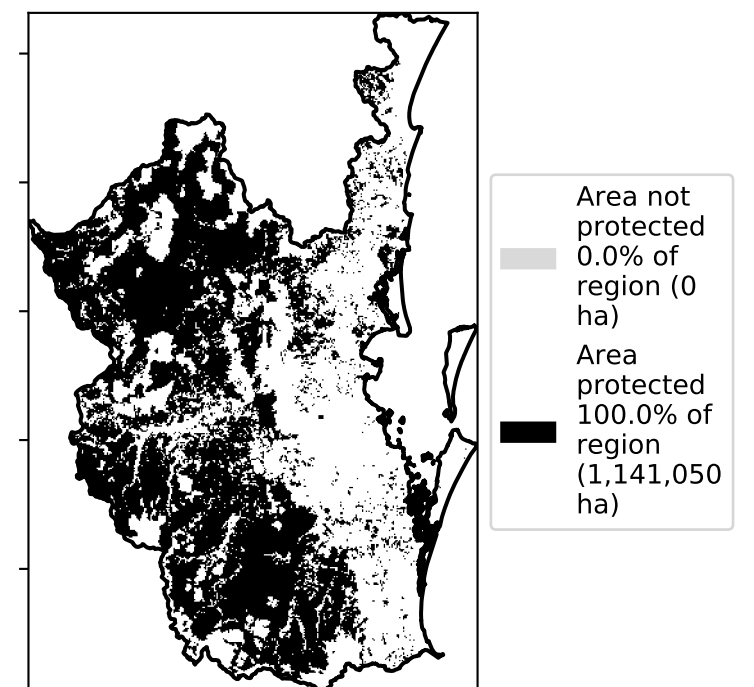 Area not
protected
0.0% of
region (0
ha)
Area
protected
100.0% of
region
(1,141,050
ha)